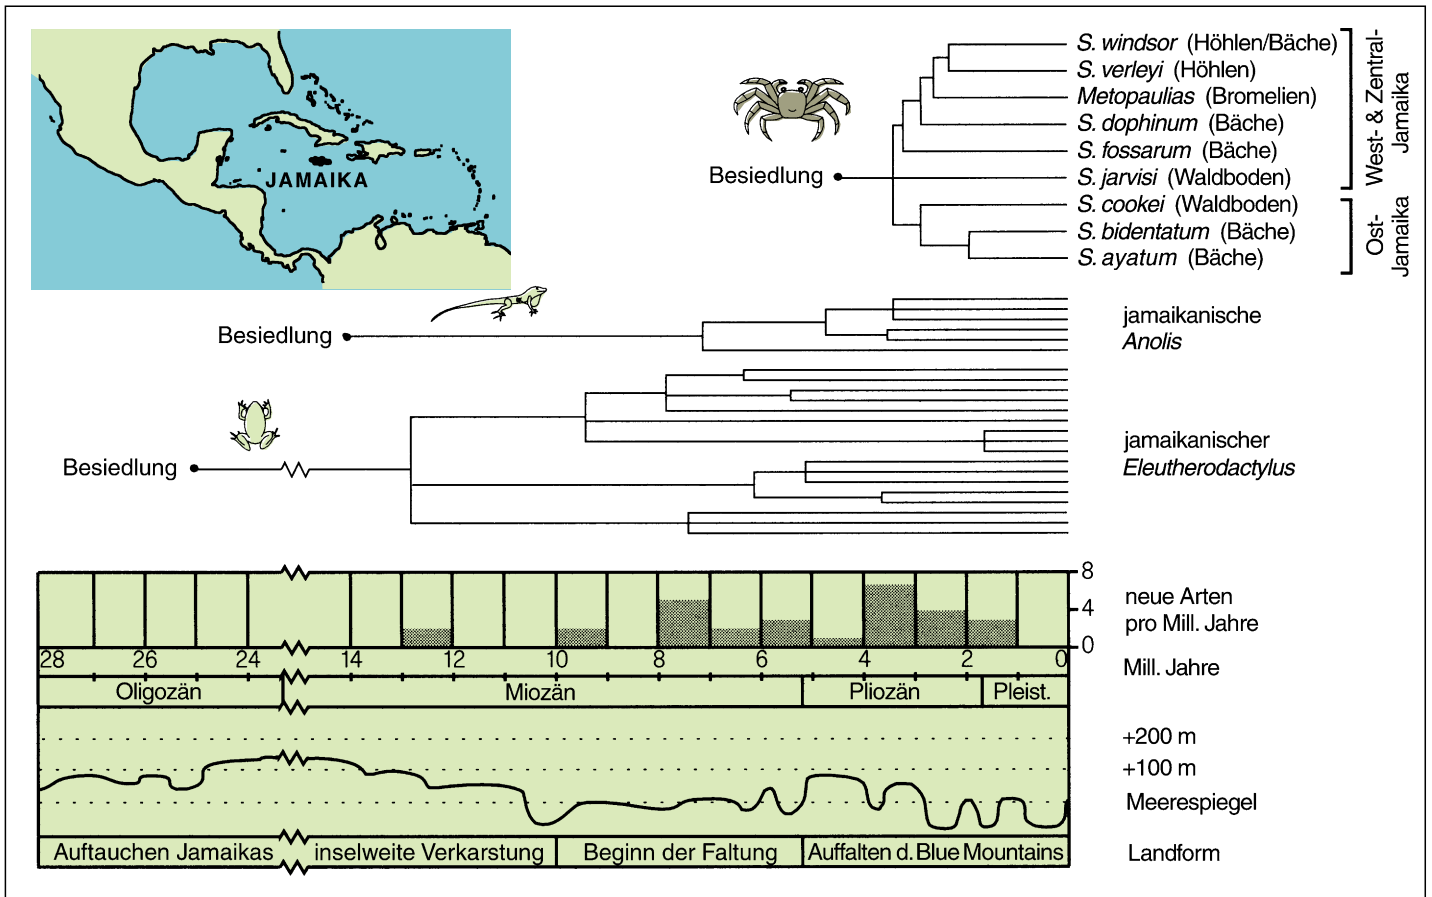 JAMAIKA
Besiedlung
S. windsor (Höhlen/Bäche)
S. verleyi (Höhlen)
Metopaulias (Bromelien)
S. dophinum (Bäche)
S. fossarum (Bäche)
S. jarvisi (Waldboden)
S. cookei (Waldboden)
S. bidentatum (Bäche)
S. ayatum (Bäche)
West- & Zentral-
Jamaika
Ost-
Jamaika
Besiedlung
jamaikanische
Anolis
Besiedlung
jamaikanischer
Eleutherodactylus
8
4
0
neue Arten
pro Mill. Jahre
28 26 24 14 12 10 8 6 4 2 0
Mill. Jahre
Oligozän Miozän Pliozän Pleist.
+200 m
+100 m
Meerespiegel
Auftauchen Jamaikas inselweite Verkarstung Beginn der Faltung Auffalten d. Blue Mountains
Landform